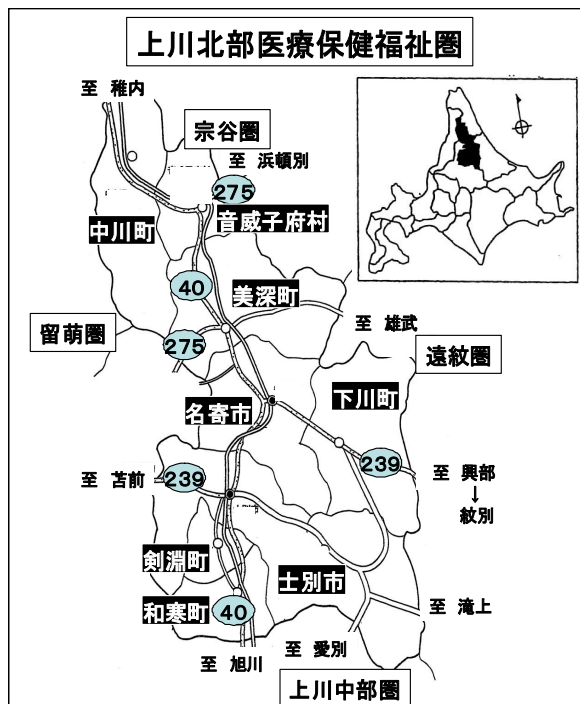 上川北部医療保健福祉圏
至 稚内
宗谷圏
至 浜頓別
275
中川町
音威子府村
40
美深町
275
至 雄武
留萌圏
遠紋圏
下川町
名寄市
239
至 苫前
239
至 興部
↓
紋別
剣淵町
士別市
和寒町
40
至 滝上
至 愛別
至 旭川
上川中部圏